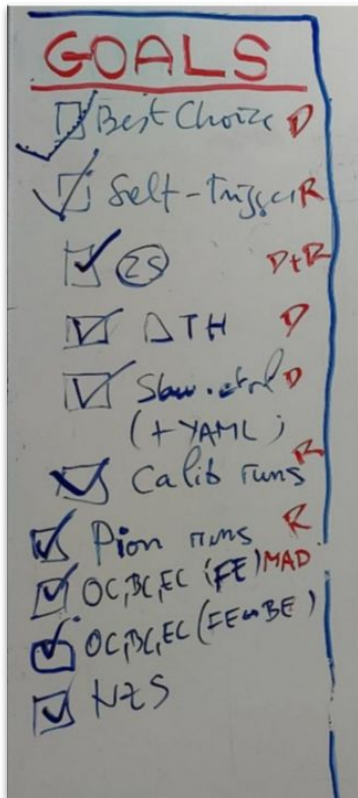 GOALS
Best Choice D
Self-Trigger R
ZS D+R
DTH D
Slow.ctrl D
(+ YAML)
Calib runs R
Pion runs R
OC,BC,EC (FE) MAD
OC,BC,EC (FE BE)
NZS